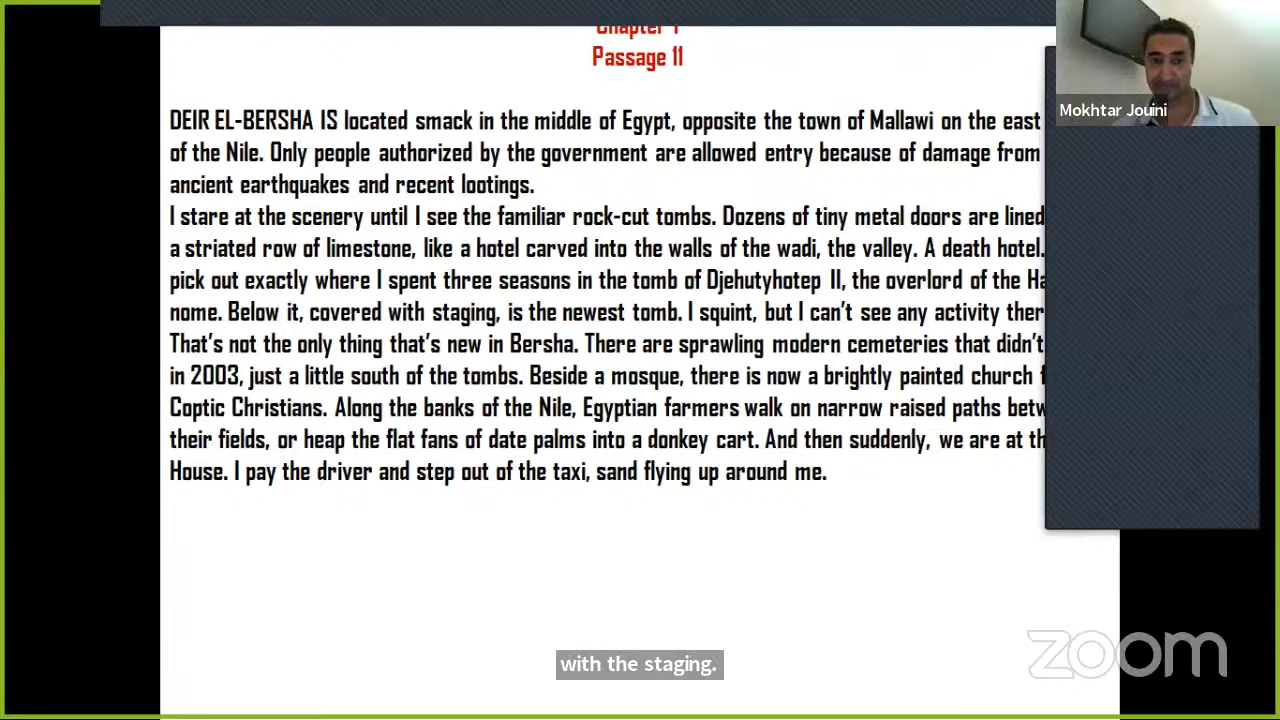 Chapter 1
Passage 11
Mokhtar Jouini
DEIR EL-BERSHA IS located smack in the middle of Egypt, opposite the town of Mallawi on the east
of the Nile. Only people authorized by the government are allowed entry because of damage from
ancient earthquakes and recent lootings.
I stare at the scenery until I see the familiar rock-cut tombs. Dozens of tiny metal doors are lined
a striated row of limestone, like a hotel carved into the walls of the wadi, the valley. A death hotel.
pick out exactly where I spent three seasons in the tomb of Djehutyhotep II, the overlord of the
nome. Below it, covered with staging, is the newest tomb. I squint, but I can't see any activity
That's not the only thing that's new in Bersha. There are sprawling modern cemeteries that didn't
in 2003, just a little south of the tombs. Beside a mosque, there is now a brightly painted church
Coptic Christians. Along the banks of the Nile, Egyptian farmers walk on narrow raised paths
their fields, or heap the flat fans of date palms into a donkey cart. And then suddenly, we are at
House. I pay the driver and step out of the taxi, sand flying up around me.
with the staging.
zoom